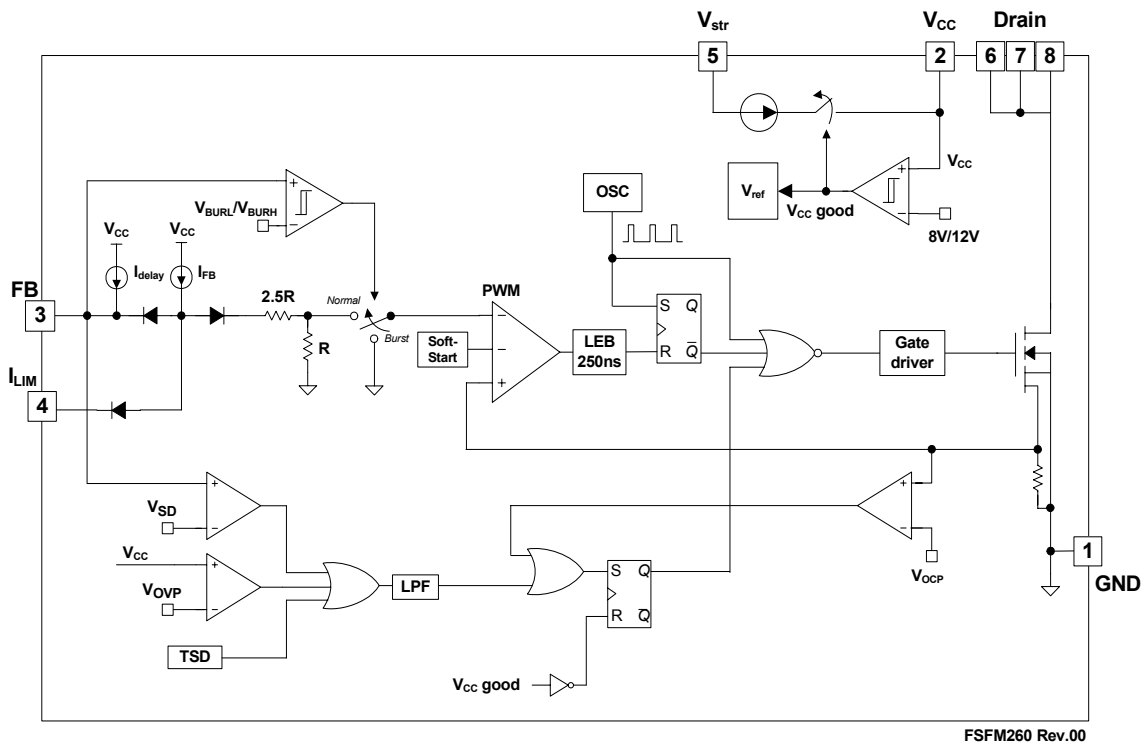 Vstr VCC Drain
5 2 6 7 8
VCC
OSC
Vref
VCC good
8V/12V
VBURL/VBURH
VCC VCC
Idelay IFB
FB
3
2.5R
Normal
Burst
R
PWM
Soft-
Start
LEB
250ns
S Q
R Q
Gate
driver
ILIM
4
VSD
VCC
VOVP
TSD
LPF
S Q
R Q
VCC good
VOCP
1
GND
FSFM260 Rev.00